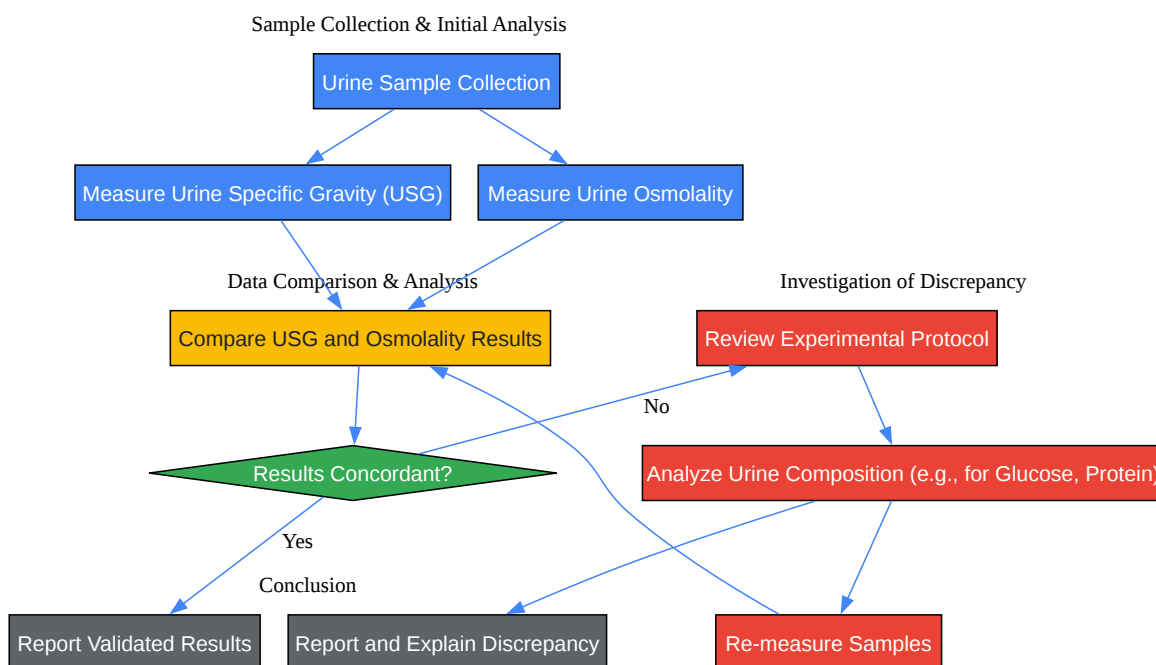 Sample Collection & Initial Analysis
Urine Sample Collection
Measure Urine Specific Gravity (USG)
Measure Urine Osmolality
Data Comparison & Analysis
Investigation of Discrepancy
Compare USG and Osmolality Results
Review Experimental Protocol
No
Results Concordant?
Analyze Urine Composition (e.g., for Glucose, Protein)
Yes
Conclusion
Report Validated Results
Report and Explain Discrepancy
Re-measure Samples